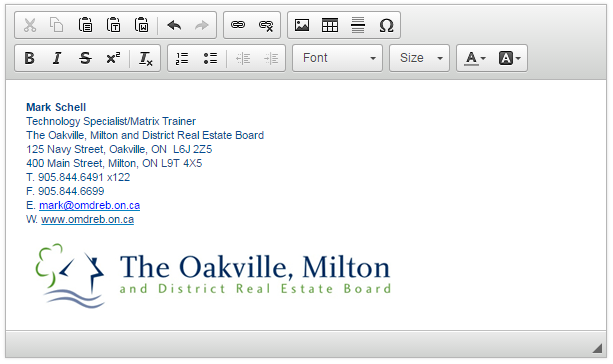 B I S x² Ix Font Size A A
Mark Schell
Technology Specialist/Matrix Trainer
The Oakville, Milton and District Real Estate Board
125 Navy Street, Oakville, ON  L6J 2Z5
400 Main Street, Milton, ON L9T 4X5
T. 905.844.6491 x122
F. 905.844.6699
E. mark@omdreb.on.ca
W. www.omdreb.on.ca
The Oakville, Milton
and District Real Estate Board